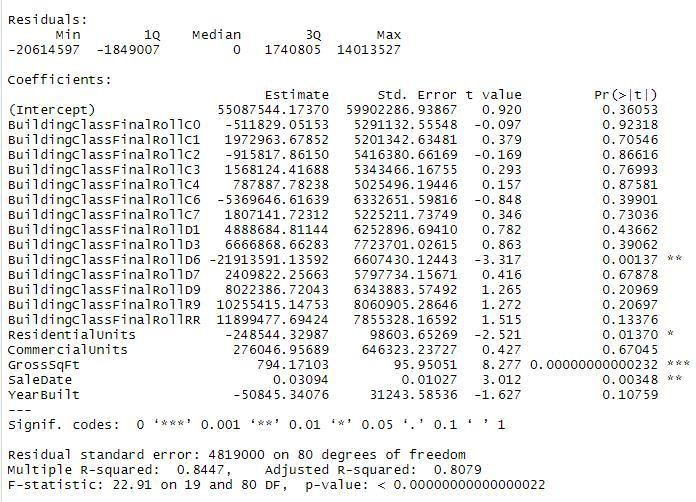 Residuals:
Min 1Q Median 3Q Max
-20614597 -1849007 0 1740805 14013527
Coefficients:
Estimate Std. Error t value Pr(>|t|)
(Intercept) 55087544.17370 59902286.93867 0.920 0.36053
BuildingClassFinalRollC0 -511829.05153 5291132.55548 -0.097 0.92318
BuildingClassFinalRollC1 1972963.67852 5201342.63481 0.379 0.70546
BuildingClassFinalRollC2 -915817.86150 5416380.66169 -0.169 0.86616
BuildingClassFinalRollC3 1568124.41688 5343466.16755 0.293 0.76993
BuildingClassFinalRollC4 787887.78238 5025496.19446 0.157 0.87581
BuildingClassFinalRollC6 -5369646.61639 6332651.59816 -0.848 0.39901
BuildingClassFinalRollC7 1807141.72312 5225211.73749 0.346 0.73036
BuildingClassFinalRollD1 4888684.81144 6252896.69410 0.782 0.43662
BuildingClassFinalRollD3 6666868.66283 7723701.02615 0.863 0.39062
BuildingClassFinalRollD6 -21913591.13592 6607430.12443 -3.317 0.00137 **
BuildingClassFinalRollD7 2409822.25663 5797734.15671 0.416 0.67878
BuildingClassFinalRollD9 8022386.72043 6343883.57492 1.265 0.20969
BuildingClassFinalRollR9 10255415.14753 8060905.28646 1.272 0.20697
BuildingClassFinalRollRR 11899477.69424 7855328.16592 1.515 0.13376
ResidentialUnits -248544.32987 98603.65269 -2.521 0.01370 *
CommercialUnits 276046.95689 646323.23727 0.427 0.67045
GrossSqFt 794.17103 95.95051 8.277 0.00000000000232 ***
SaleDate 0.03094 0.01027 3.012 0.00348 **
YearBuilt -50845.34076 31243.58536 -1.627 0.10759
---
Signif. codes: 0 ‘***’ 0.001 ‘**’ 0.01 ‘*’ 0.05 ‘.’ 0.1 ‘ ’ 1
Residual standard error: 4819000 on 80 degrees of freedom
Multiple R-squared: 0.8447, Adjusted R-squared: 0.8079
F-statistic: 22.91 on 19 and 80 DF, p-value: < 0.00000000000000022